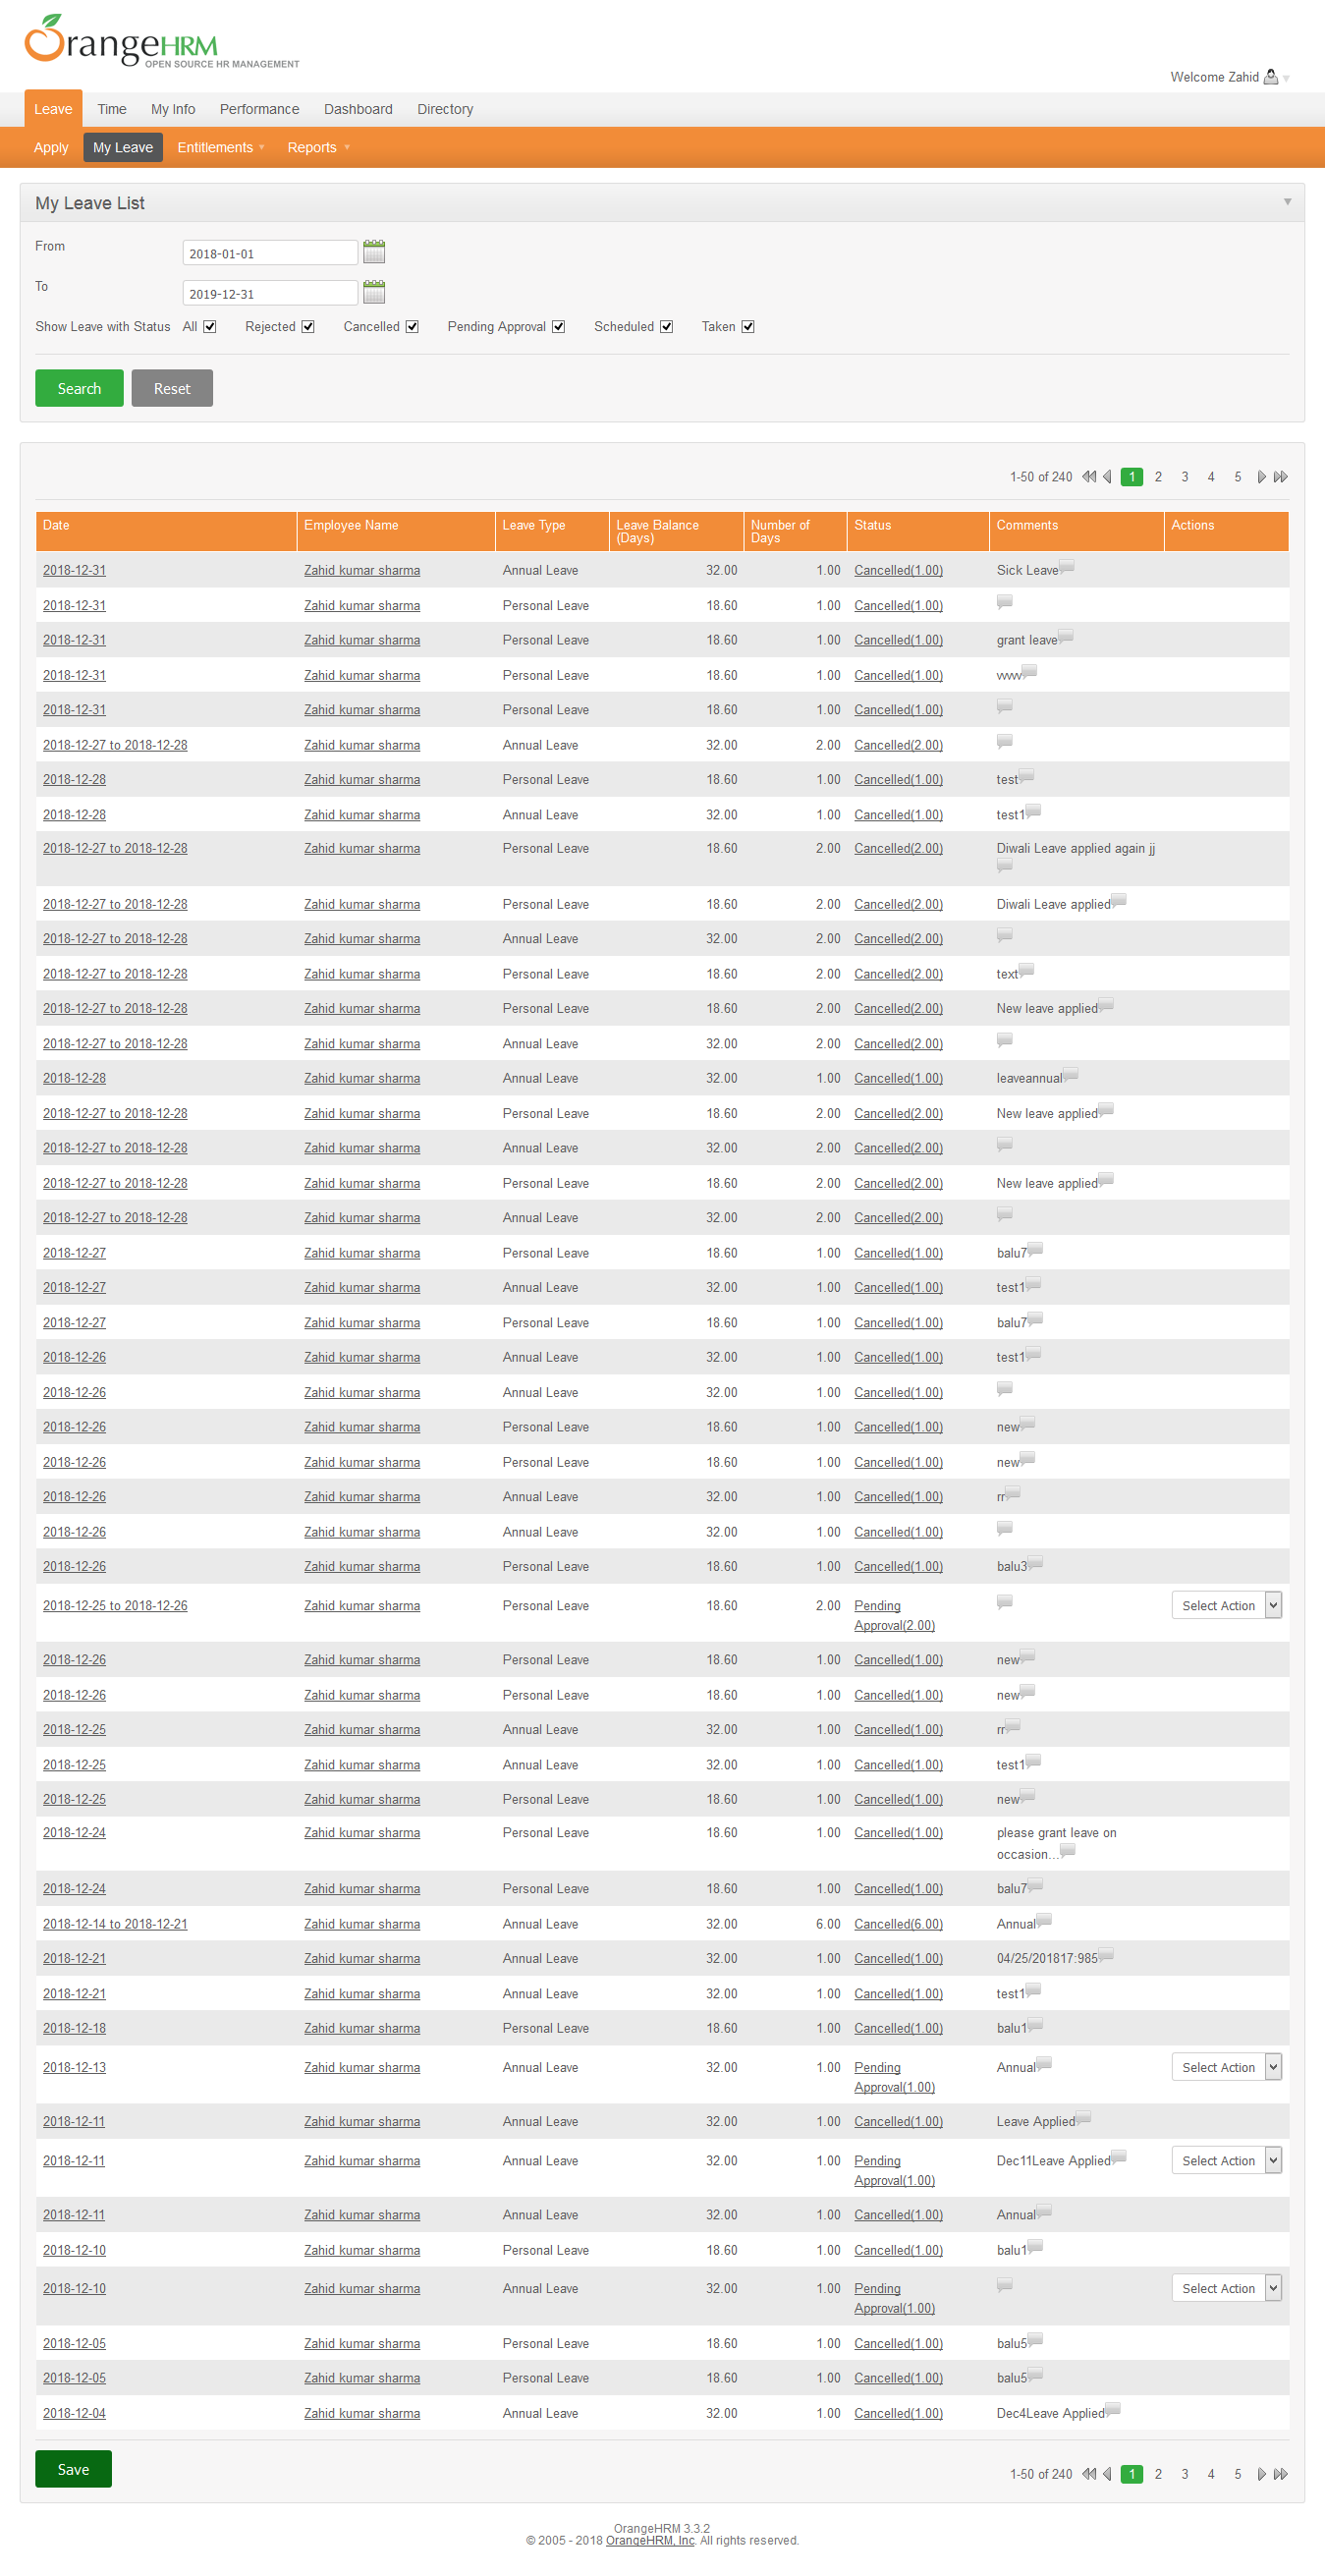 OrangeHRM
OPEN SOURCE HR MANAGEMENT
Welcome Zahid
Leave Time My Info Performance Dashboard Directory
Apply My Leave Entitlements Reports
My Leave List
From 2018-01-01
To 2019-12-31
Show Leave with Status All Rejected Cancelled Pending Approval Scheduled Taken
Search Reset
1-50 of 240 1 2 3 4 5
Date Employee Name Leave Type Leave Balance (Days) Number of Days Status Comments Actions
2018-12-31 Zahid kumar sharma Annual Leave 32.00 1.00 Cancelled(1.00) Sick Leave
2018-12-31 Zahid kumar sharma Personal Leave 18.60 1.00 Cancelled(1.00)
2018-12-31 Zahid kumar sharma Personal Leave 18.60 1.00 Cancelled(1.00) grant leave
2018-12-31 Zahid kumar sharma Personal Leave 18.60 1.00 Cancelled(1.00)
2018-12-31 Zahid kumar sharma Personal Leave 18.60 1.00 Cancelled(1.00)
2018-12-27 to 2018-12-28 Zahid kumar sharma Annual Leave 32.00 2.00 Cancelled(2.00)
2018-12-28 Zahid kumar sharma Personal Leave 18.60 1.00 Cancelled(1.00) test
2018-12-28 Zahid kumar sharma Annual Leave 32.00 1.00 Cancelled(1.00) test1
2018-12-27 to 2018-12-28 Zahid kumar sharma Personal Leave 18.60 2.00 Cancelled(2.00) Diwali Leave applied again jj
2018-12-27 to 2018-12-28 Zahid kumar sharma Personal Leave 18.60 2.00 Cancelled(2.00) Diwali Leave applied
2018-12-27 to 2018-12-28 Zahid kumar sharma Annual Leave 32.00 2.00 Cancelled(2.00)
2018-12-27 to 2018-12-28 Zahid kumar sharma Personal Leave 18.60 2.00 Cancelled(2.00) text
2018-12-27 to 2018-12-28 Zahid kumar sharma Personal Leave 18.60 2.00 Cancelled(2.00) New leave applied
2018-12-27 to 2018-12-28 Zahid kumar sharma Annual Leave 32.00 2.00 Cancelled(2.00)
2018-12-28 Zahid kumar sharma Annual Leave 32.00 1.00 Cancelled(1.00) leaveannual
2018-12-27 to 2018-12-28 Zahid kumar sharma Personal Leave 18.60 2.00 Cancelled(2.00) New leave applied
2018-12-27 to 2018-12-28 Zahid kumar sharma Annual Leave 32.00 2.00 Cancelled(2.00)
2018-12-27 to 2018-12-28 Zahid kumar sharma Personal Leave 18.60 2.00 Cancelled(2.00) New leave applied
2018-12-27 to 2018-12-28 Zahid kumar sharma Annual Leave 32.00 2.00 Cancelled(2.00)
2018-12-27 Zahid kumar sharma Personal Leave 18.60 1.00 Cancelled(1.00) balu7
2018-12-27 Zahid kumar sharma Annual Leave 32.00 1.00 Cancelled(1.00) test1
2018-12-27 Zahid kumar sharma Personal Leave 18.60 1.00 Cancelled(1.00) balu7
2018-12-26 Zahid kumar sharma Annual Leave 32.00 1.00 Cancelled(1.00) test1
2018-12-26 Zahid kumar sharma Annual Leave 32.00 1.00 Cancelled(1.00)
2018-12-26 Zahid kumar sharma Personal Leave 18.60 1.00 Cancelled(1.00) new
2018-12-26 Zahid kumar sharma Personal Leave 18.60 1.00 Cancelled(1.00) new
2018-12-26 Zahid kumar sharma Annual Leave 32.00 1.00 Cancelled(1.00) rr
2018-12-26 Zahid kumar sharma Annual Leave 32.00 1.00 Cancelled(1.00)
2018-12-26 Zahid kumar sharma Personal Leave 18.60 1.00 Cancelled(1.00) balu3
2018-12-25 to 2018-12-26 Zahid kumar sharma Personal Leave 18.60 2.00 Pending Approval(2.00) Select Action
2018-12-26 Zahid kumar sharma Personal Leave 18.60 1.00 Cancelled(1.00) new
2018-12-26 Zahid kumar sharma Personal Leave 18.60 1.00 Cancelled(1.00) new
2018-12-25 Zahid kumar sharma Annual Leave 32.00 1.00 Cancelled(1.00) rr
2018-12-25 Zahid kumar sharma Annual Leave 32.00 1.00 Cancelled(1.00) test1
2018-12-25 Zahid kumar sharma Personal Leave 18.60 1.00 Cancelled(1.00) new
2018-12-24 Zahid kumar sharma Personal Leave 18.60 1.00 Cancelled(1.00) please grant leave on occasion...
2018-12-24 Zahid kumar sharma Personal Leave 18.60 1.00 Cancelled(1.00) balu7
2018-12-14 to 2018-12-21 Zahid kumar sharma Annual Leave 32.00 6.00 Cancelled(6.00) Annual
2018-12-21 Zahid kumar sharma Annual Leave 32.00 1.00 Cancelled(1.00) 04/25/201817:985
2018-12-21 Zahid kumar sharma Annual Leave 32.00 1.00 Cancelled(1.00) test1
2018-12-18 Zahid kumar sharma Personal Leave 18.60 1.00 Cancelled(1.00) balu1
2018-12-13 Zahid kumar sharma Annual Leave 32.00 1.00 Pending Approval(1.00) Annual Select Action
2018-12-11 Zahid kumar sharma Annual Leave 32.00 1.00 Cancelled(1.00) Leave Applied
2018-12-11 Zahid kumar sharma Annual Leave 32.00 1.00 Pending Approval(1.00) Dec11Leave Applied Select Action
2018-12-11 Zahid kumar sharma Annual Leave 32.00 1.00 Cancelled(1.00) Annual
2018-12-10 Zahid kumar sharma Personal Leave 18.60 1.00 Cancelled(1.00) balu1
2018-12-10 Zahid kumar sharma Annual Leave 32.00 1.00 Pending Approval(1.00) Select Action
2018-12-05 Zahid kumar sharma Personal Leave 18.60 1.00 Cancelled(1.00) balu5
2018-12-05 Zahid kumar sharma Personal Leave 18.60 1.00 Cancelled(1.00) balu5
2018-12-04 Zahid kumar sharma Annual Leave 32.00 1.00 Cancelled(1.00) Dec4Leave Applied
Save
1-50 of 240 1 2 3 4 5
OrangeHRM 3.3.2
© 2005 - 2018 OrangeHRM, Inc. All rights reserved.